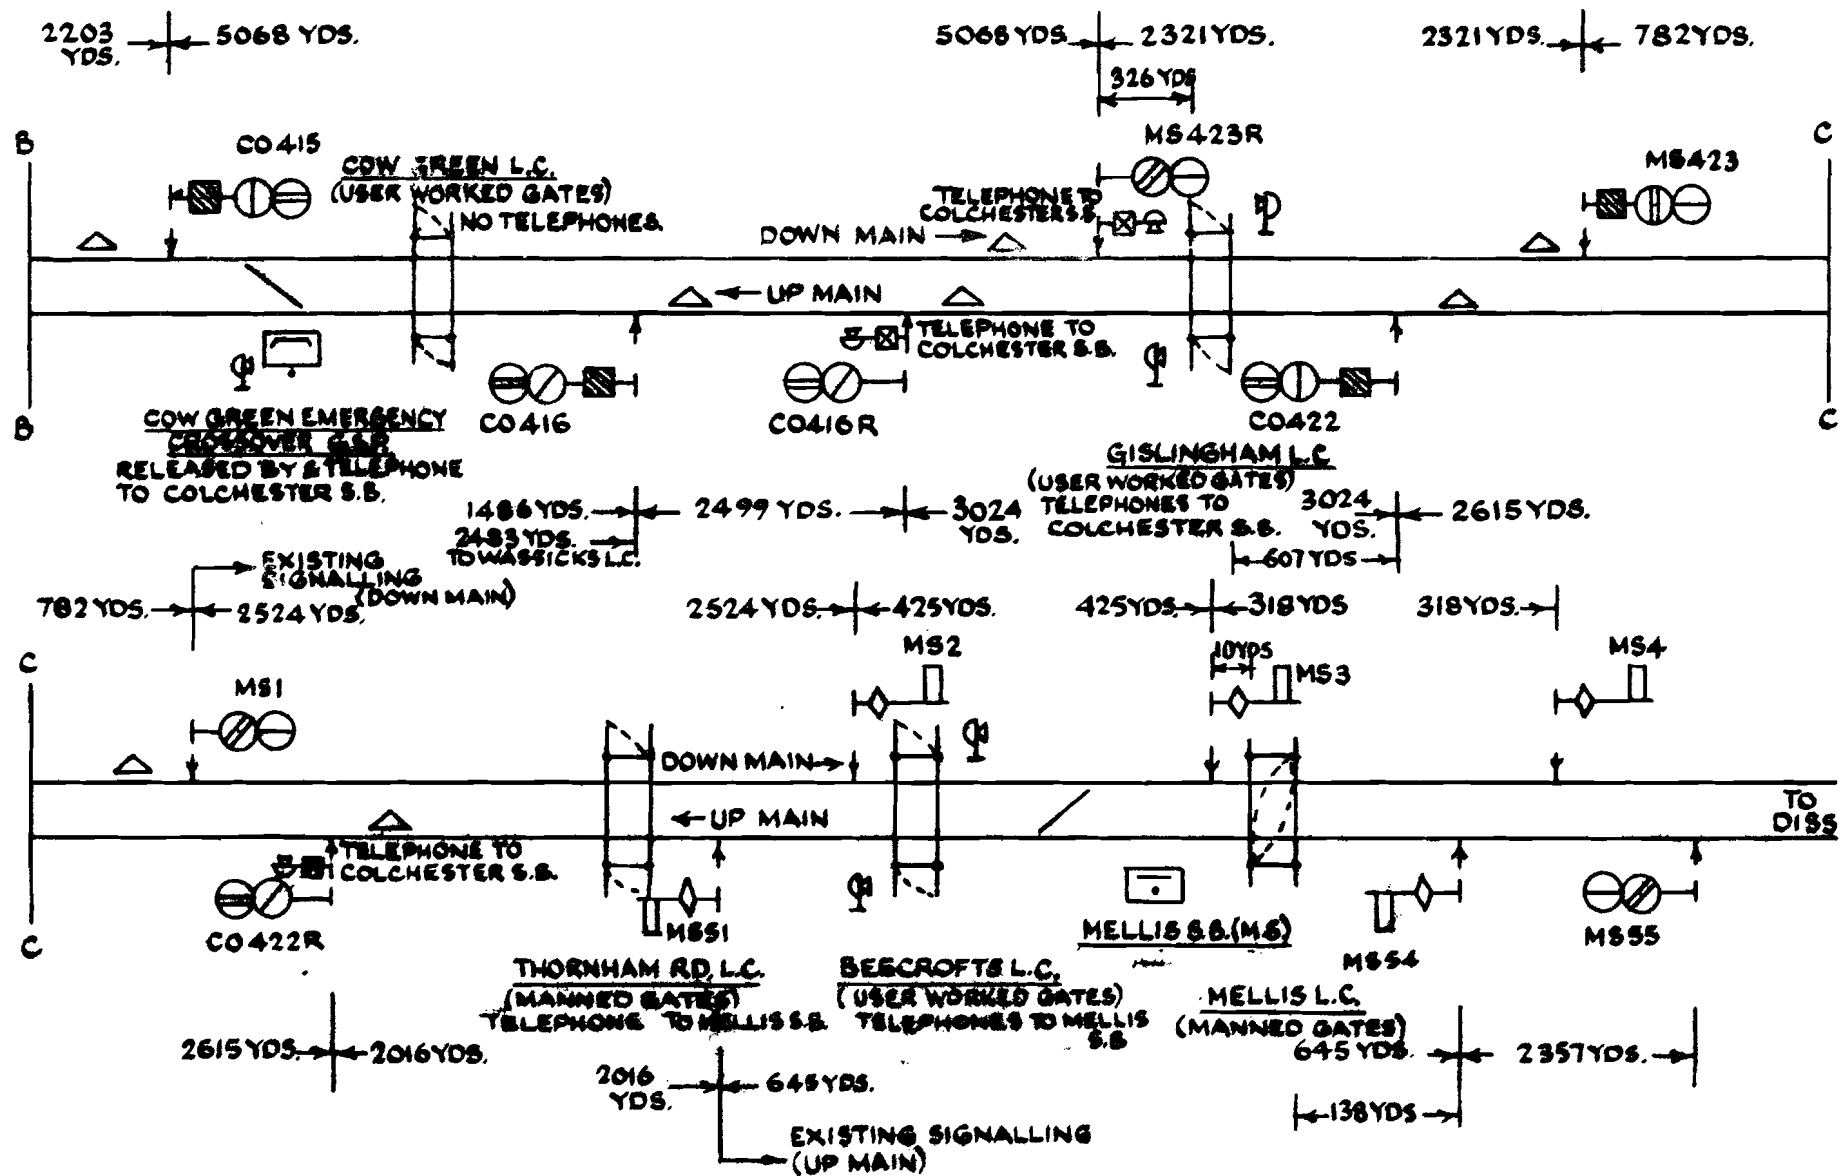 2203
YDS.
5068 YDS.
5068 YDS.
2321 YDS.
2321 YDS.
782 YDS.
326 YDS
B
CO415
COW GREEN L.C.
(USER WORKED GATES)
NO TELEPHONES.
MS423R
TELEPHONE TO
COLCHESTER S.B.
MS423
C
DOWN MAIN
UP MAIN
TELEPHONE TO
COLCHESTER S.B.
B
COW GREEN EMERGENCY
CROSSOVER G.S.P.
RELEASED BY & TELEPHONE
TO COLCHESTER S.B.
CO416
CO416R
CO422
C
GISLINGHAM L.C
(USER WORKED GATES)
TELEPHONES TO
COLCHESTER S.B.
1486 YDS.
2499 YDS.
3024
YDS.
3024
YDS.
2615 YDS.
2483 YDS.
TO WASSICKS L.C.
607 YDS
EXISTING
SIGNALLING
(DOWN MAIN)
782 YDS.
2524 YDS.
2524 YDS.
425 YDS.
425 YDS.
318 YDS
318 YDS.
C
MS1
MS2
10 YDS
MS3
MS4
DOWN MAIN
UP MAIN
TO
DISS
TELEPHONE TO
COLCHESTER S.B.
C
CO422R
MS51
MELLIS S.B. (M.S)
MS54
MS55
THORNHAM RD. L.C.
(MANNED GATES)
TELEPHONE TO MELLIS S.B.
BEECROFTS L.C.
(USER WORKED GATES)
TELEPHONES TO MELLIS
S.B
MELLIS L.C.
(MANNED GATES)
2615 YDS.
2016 YDS.
645 YDS.
2357 YDS.
2016
YDS.
645 YDS.
138 YDS
EXISTING SIGNALLING
(UP MAIN)